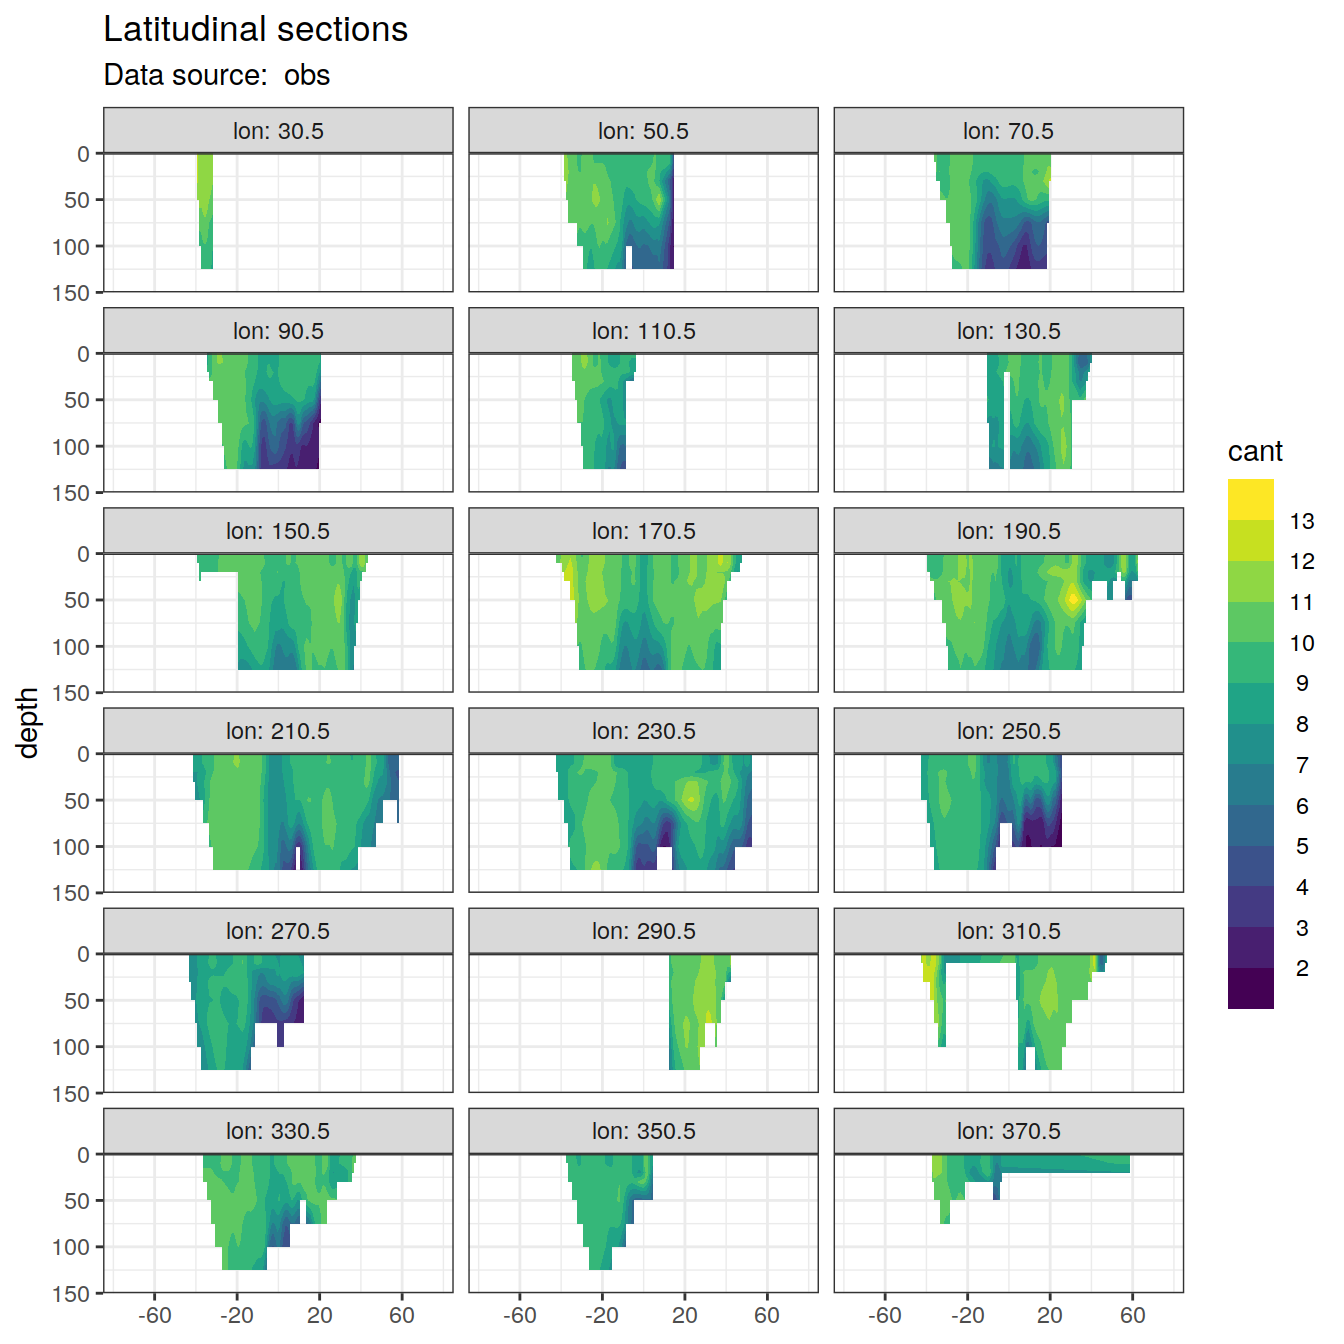 Latitudinal sections
Data source:  obs
lon: 30.5
lon: 50.5
lon: 70.5
0
50
100
150
lon: 90.5
lon: 110.5
lon: 130.5
0
50
100
150
lon: 150.5
lon: 170.5
lon: 190.5
0
50
100
150
lon: 210.5
lon: 230.5
lon: 250.5
0
50
100
150
lon: 270.5
lon: 290.5
lon: 310.5
0
50
100
150
lon: 330.5
lon: 350.5
lon: 370.5
0
50
100
150
-60 -20 20 60
-60 -20 20 60
-60 -20 20 60
depth
cant
13
12
11
10
9
8
7
6
5
4
3
2